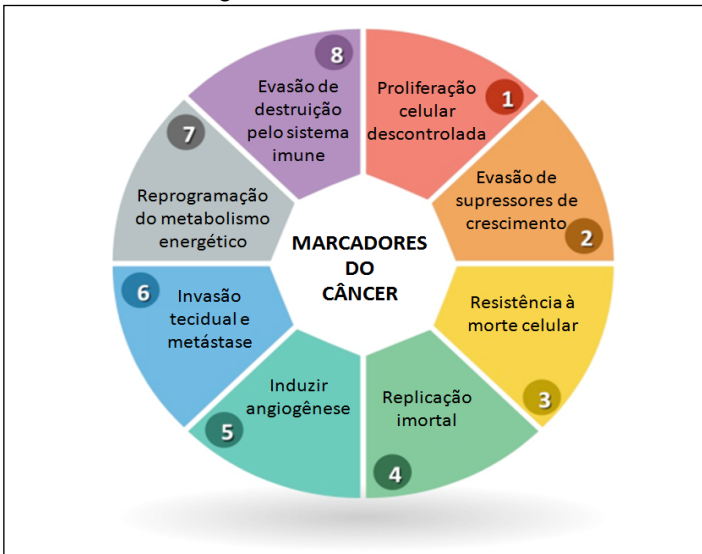 MARCADORES
DO
CÂNCER
1
Proliferação
celular
descontrolada
2
Evasão de
supressores de
crescimento
3
Resistência à
morte celular
4
Replicação
imortal
5
Induzir
angiogênese
6
Invasão
tecidual e
metástase
7
Reprogramação
do metabolismo
energético
8
Evasão de
destruição
pelo sistema
imune